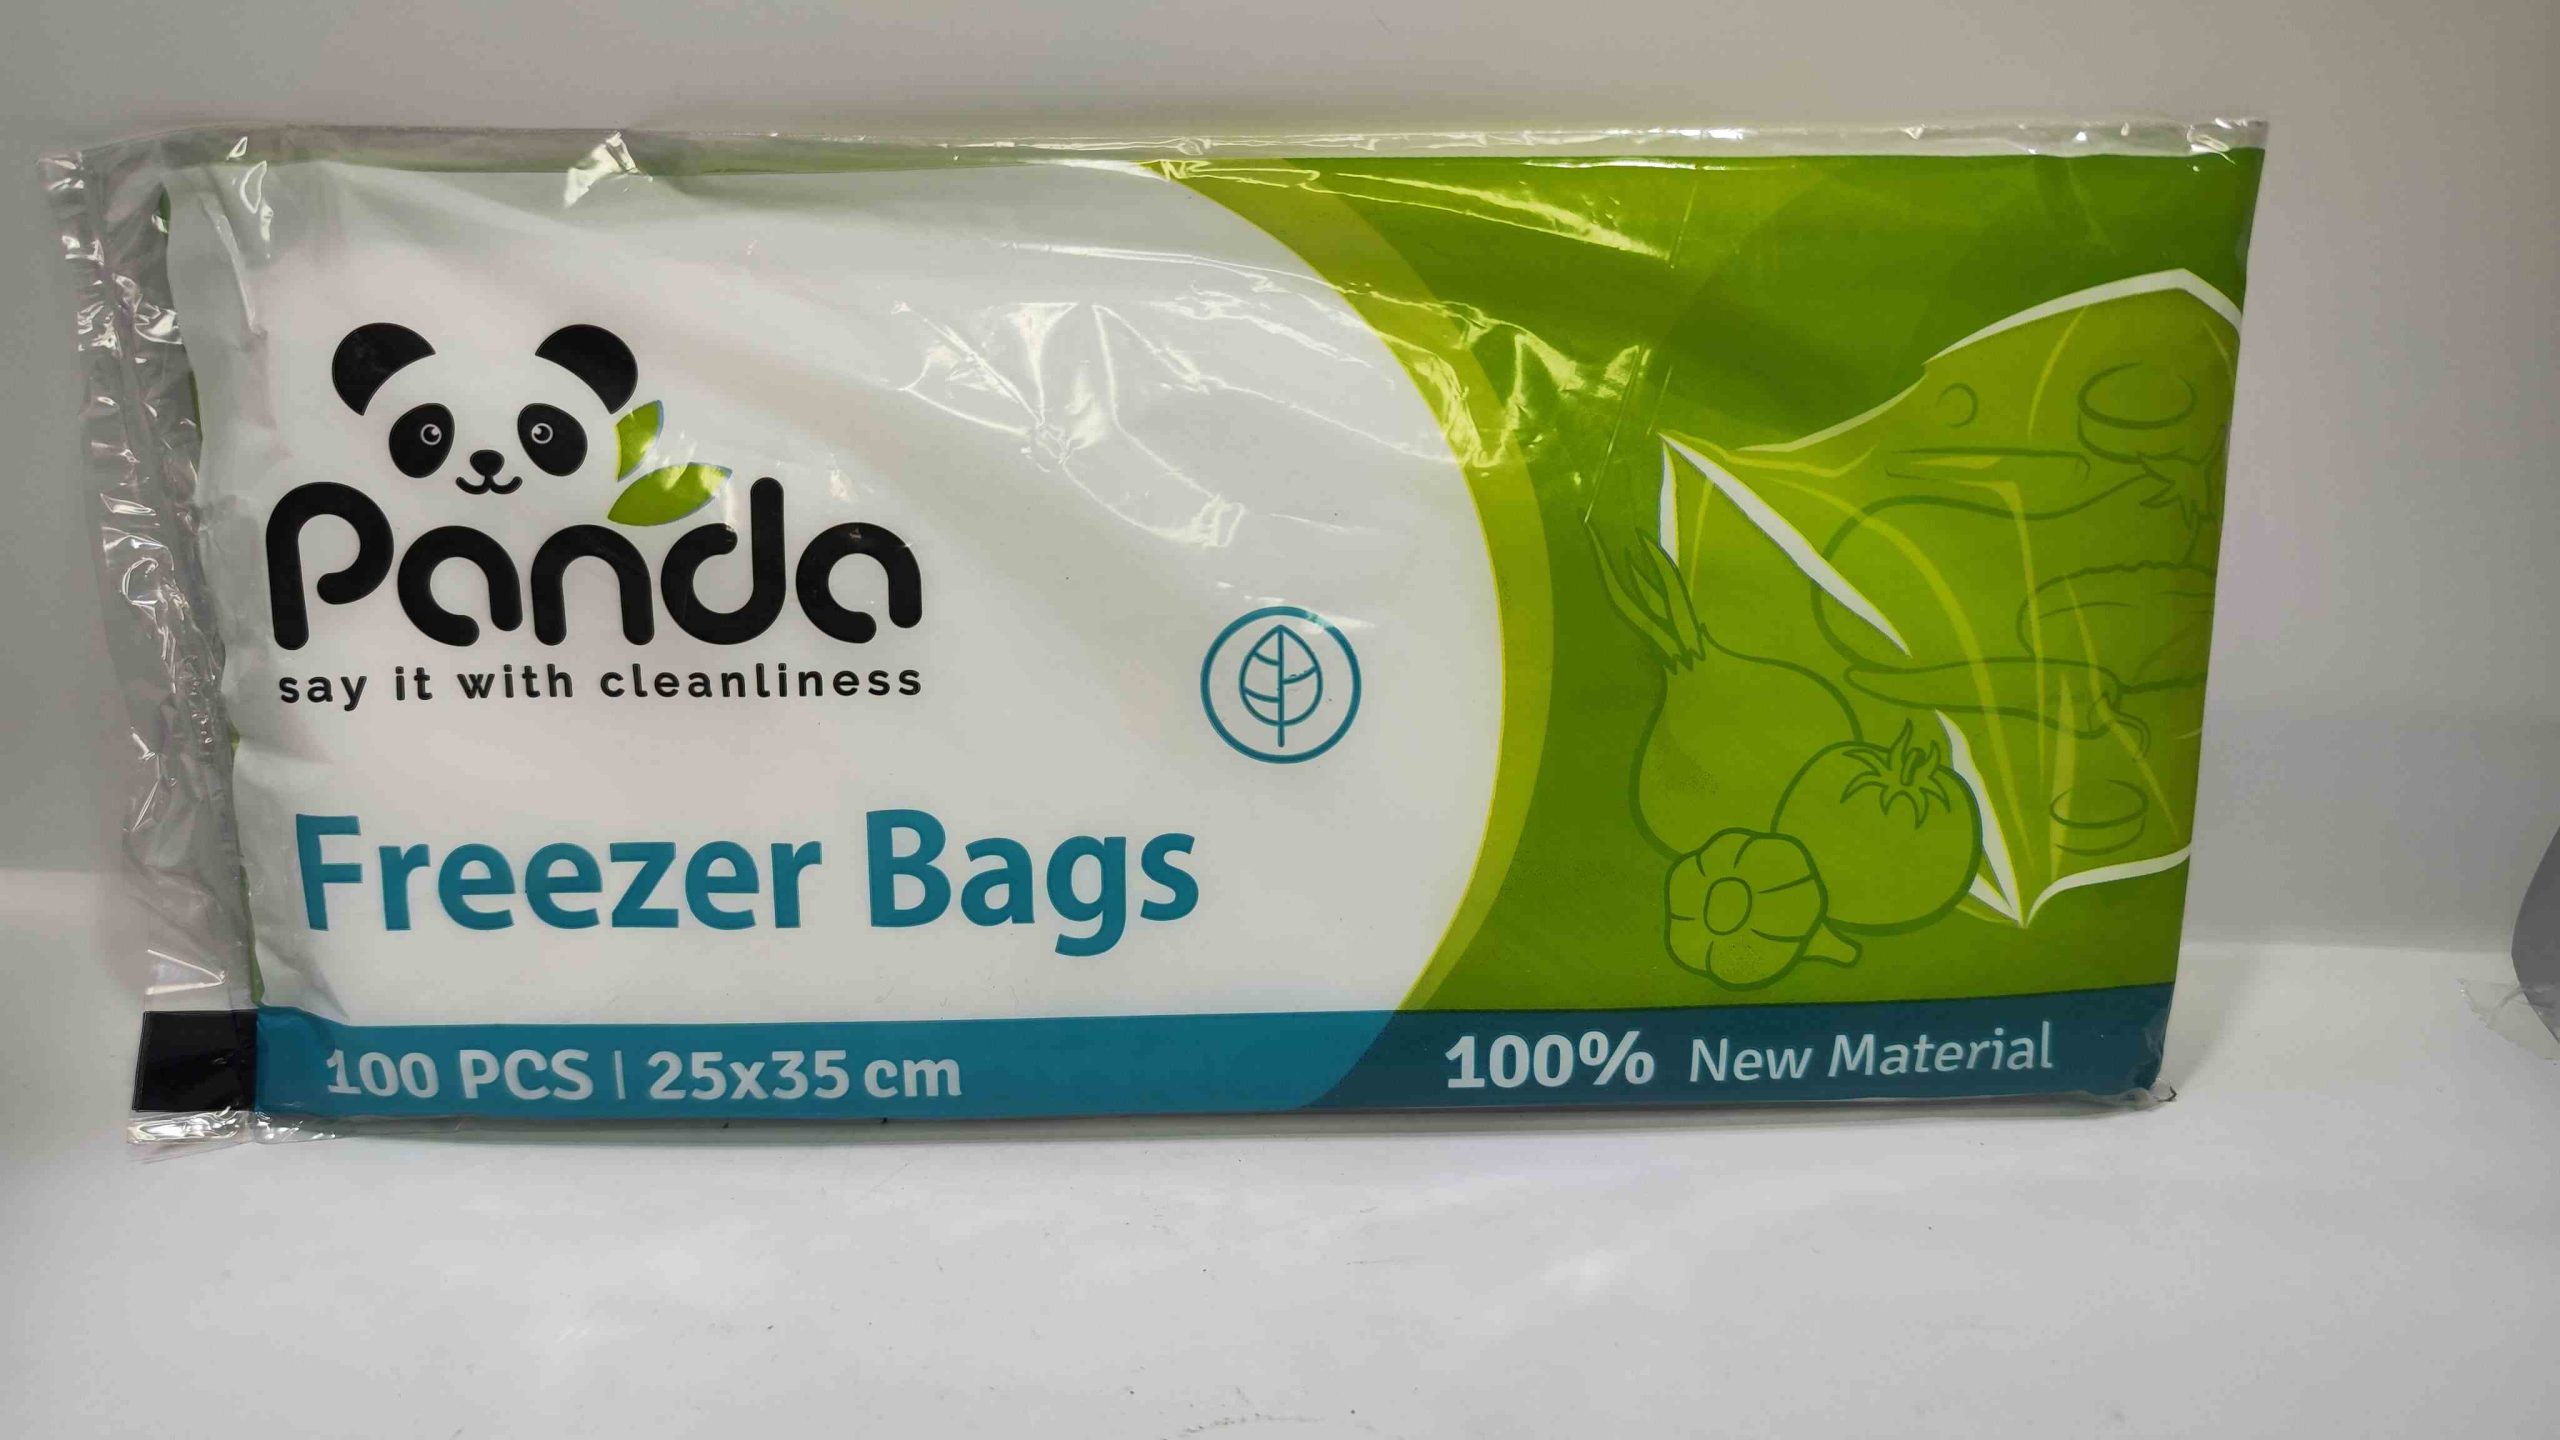 Panda
say it with cleanliness
Freezer Bags
100 PCS | 25x35 cm
100% New Material